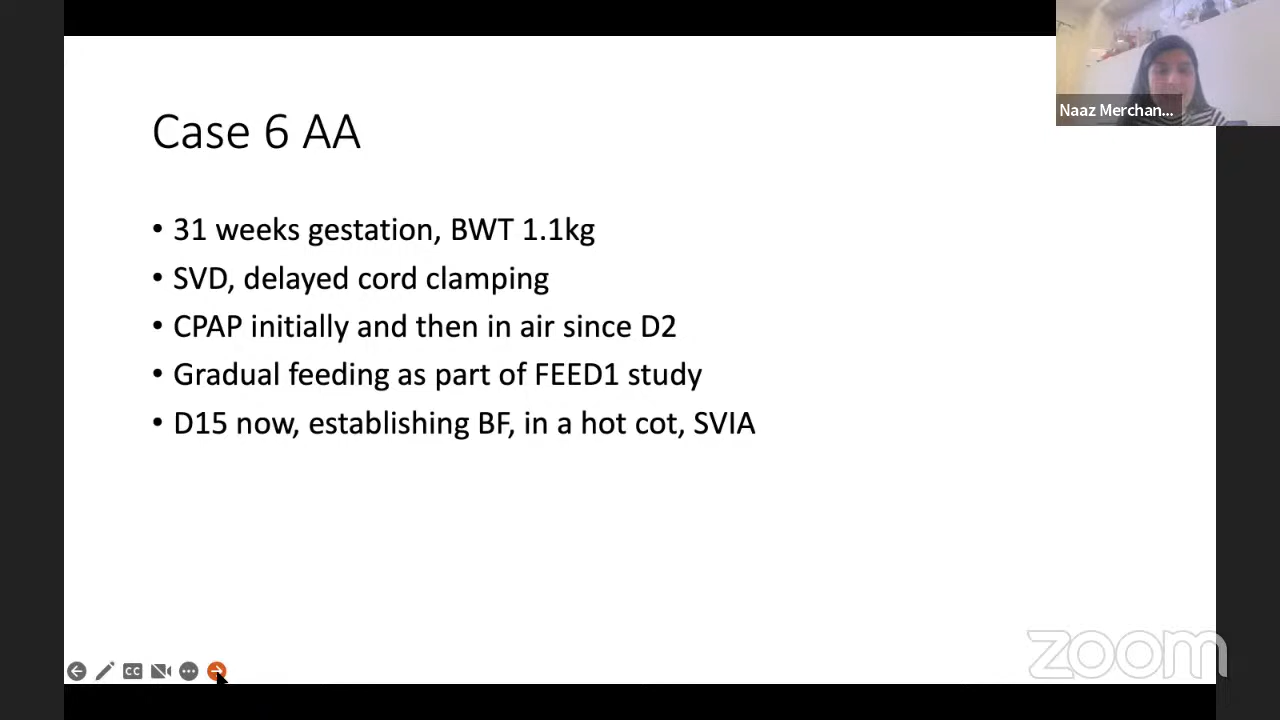 Naaz Merchan...
Case 6 AA
• 31 weeks gestation, BWT 1.1kg
• SVD, delayed cord clamping
• CPAP initially and then in air since D2
• Gradual feeding as part of FEED1 study
• D15 now, establishing BF, in a hot cot, SVIA
CC
zoom